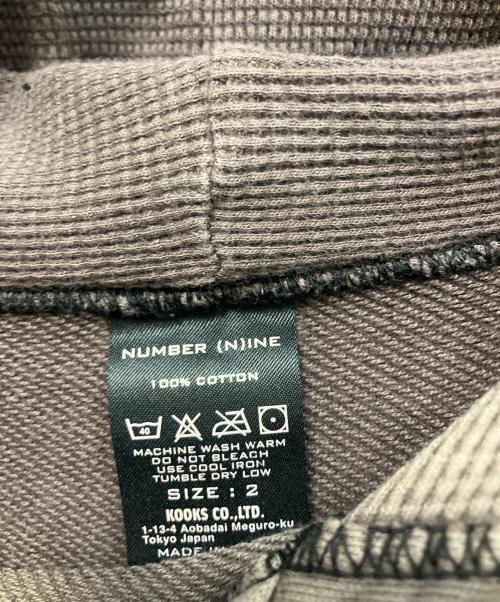 NUMBER (N)INE
100% COTTON
40
MACHINE WASH WARM
DO NOT BLEACH
USE COOL IRON
TUMBLE DRY LOW
SIZE : 2
KOOKS CO.,LTD.
1-13-4 Aobadai Meguro-ku
Tokyo Japan
MADE